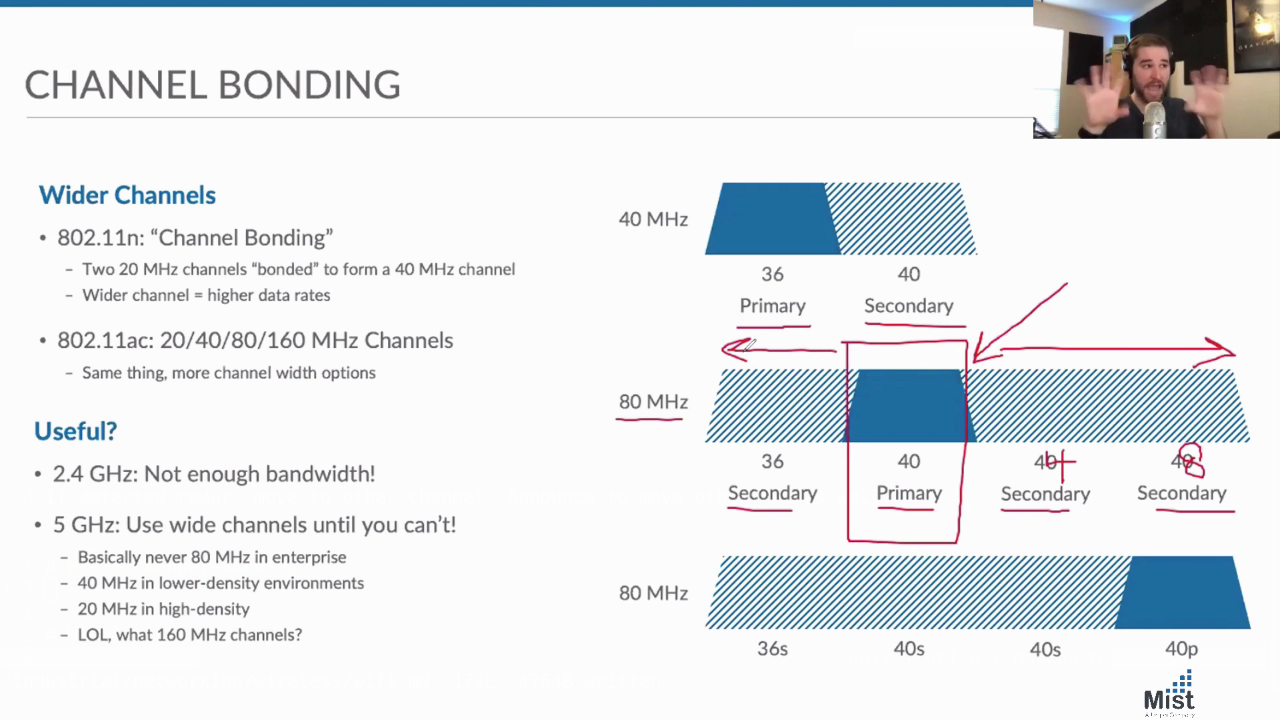 CHANNEL BONDING
Wider Channels
• 802.11n: “Channel Bonding”
– Two 20 MHz channels “bonded” to form a 40 MHz channel
– Wider channel = higher data rates
• 802.11ac: 20/40/80/160 MHz Channels
– Same thing, more channel width options
Useful?
• 2.4 GHz: Not enough bandwidth!
• 5 GHz: Use wide channels until you can’t!
– Basically never 80 MHz in enterprise
– 40 MHz in lower-density environments
– 20 MHz in high-density
– LOL, what 160 MHz channels?
40 MHz
36 40
Primary Secondary
80 MHz
36 40 44 48
Secondary Primary Secondary Secondary
80 MHz
36s 40s 40s 40p
Mist